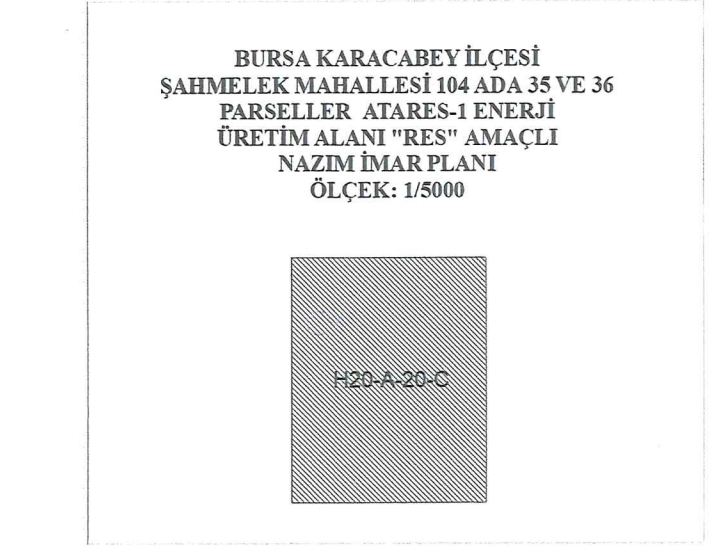 BURSA KARACABEY İLÇESİ
ŞAHMELEK MAHALLESİ 104 ADA 35 VE 36
PARSELLER ATARES-1 ENERJİ
ÜRETİM ALANI "RES" AMAÇLI
NAZIM İMAR PLANI
ÖLÇEK: 1/5000
H20-A-20-C